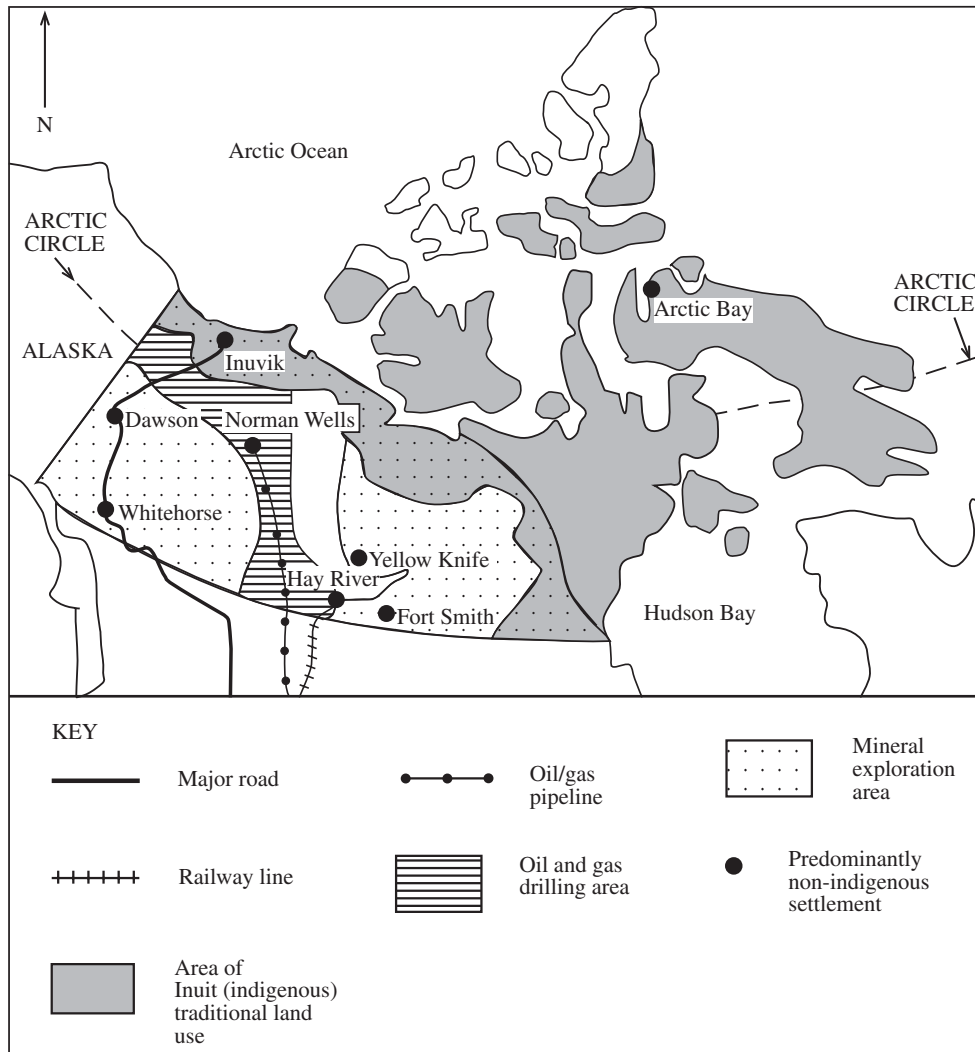 N
Arctic Ocean
ARCTIC
CIRCLE
ARCTIC
CIRCLE
Arctic Bay
ALASKA
Inuvik
Dawson
Norman Wells
Whitehorse
Yellow Knife
Hay River
Fort Smith
Hudson Bay
KEY
Major road
Oil/gas
pipeline
Mineral
exploration
area
Railway line
Oil and gas
drilling area
Predominantly
non-indigenous
settlement
Area of
Inuit (indigenous)
traditional land
use